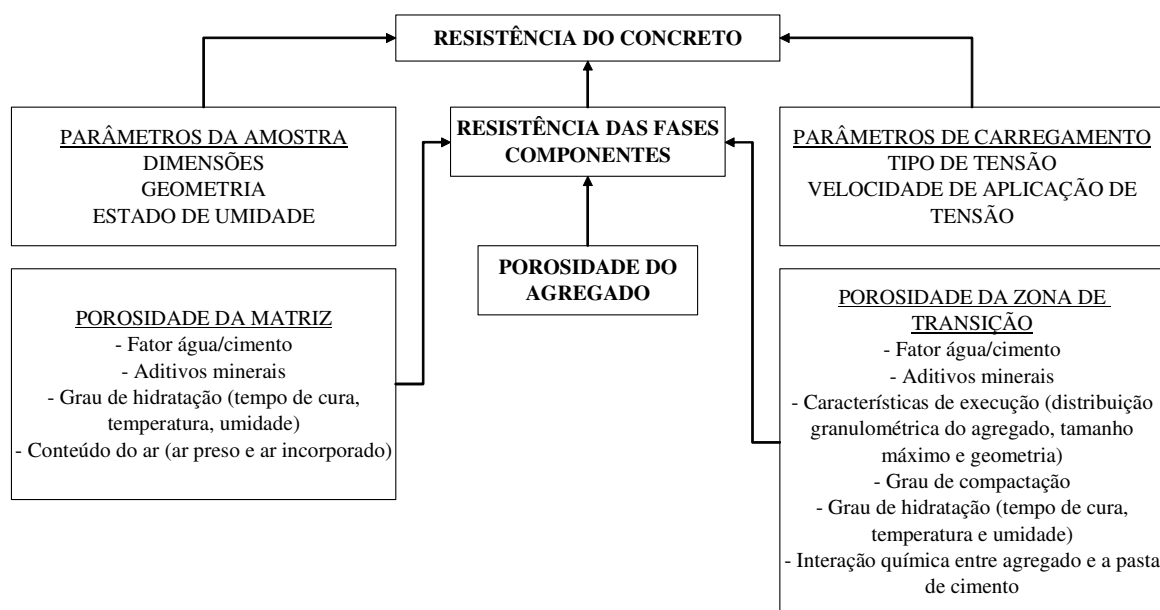 RESISTÊNCIA DO CONCRETO
PARÂMETROS DA AMOSTRA
DIMENSÕES
GEOMETRIA
ESTADO DE UMIDADE
RESISTÊNCIA DAS FASES
COMPONENTES
PARÂMETROS DE CARREGAMENTO
TIPO DE TENSÃO
VELOCIDADE DE APLICAÇÃO DE
TENSÃO
POROSIDADE DO
AGREGADO
POROSIDADE DA MATRIZ
- Fator água/cimento
- Aditivos minerais
- Grau de hidratação (tempo de cura,
temperatura, umidade)
- Conteúdo do ar (ar preso e ar incorporado)
POROSIDADE DA ZONA DE
TRANSIÇÃO
- Fator água/cimento
- Aditivos minerais
- Características de execução (distribuição
granulométrica do agregado, tamanho
máximo e geometria)
- Grau de compactação
- Grau de hidratação (tempo de cura,
temperatura e umidade)
- Interação química entre agregado e a pasta
de cimento